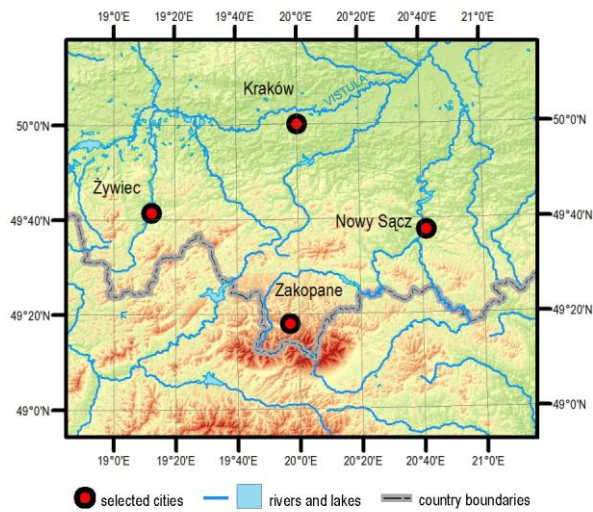 19°0'E 19°20'E 19°40'E 20°0'E 20°20'E 20°40'E 21°0'E
Kraków
VISTULA
50°0'N 50°0'N
Żywiec
49°40'N 49°40'N
Nowy Sącz
Zakopane
49°20'N 49°20'N
49°0'N 49°0'N
19°0'E 19°20'E 19°40'E 20°0'E 20°20'E 20°40'E 21°0'E
selected cities rivers and lakes country boundaries